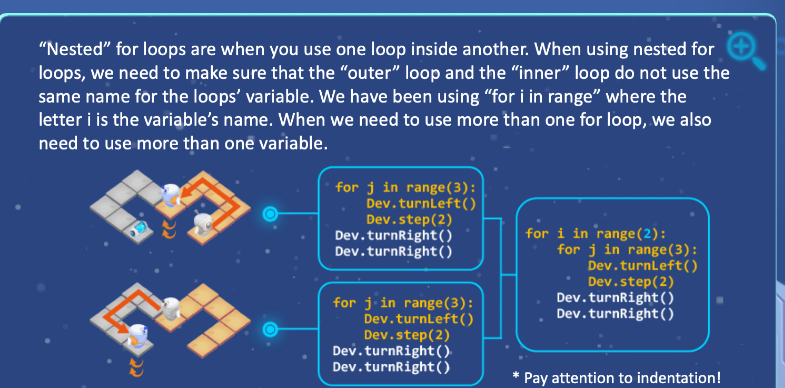 “Nested” for loops are when you use one loop inside another. When using nested for
loops, we need to make sure that the “outer” loop and the “inner” loop do not use the
same name for the loops’ variable. We have been using “for i in range” where the
letter i is the variable’s name. When we need to use more than one for loop, we also
need to use more than one variable.
for j in range(3):
    Dev.turnLeft()
    Dev.step(2)
Dev.turnRight()
Dev.turnRight()
for j in range(3):
    Dev.turnLeft()
    Dev.step(2)
Dev.turnRight()
Dev.turnRight()
for i in range(2):
    for j in range(3):
        Dev.turnLeft()
        Dev.step(2)
    Dev.turnRight()
    Dev.turnRight()
* Pay attention to indentation!